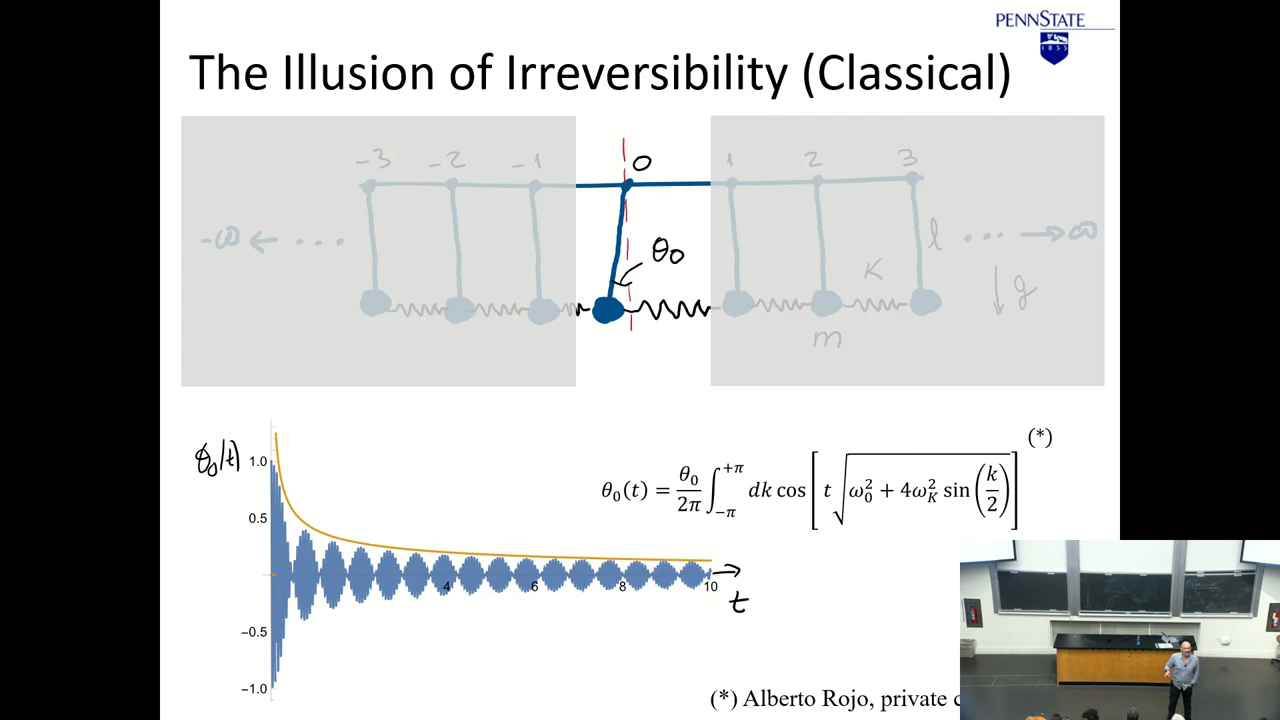 PENNSTATE
1855
The Illusion of Irreversibility (Classical)
-3 -2 -1 0 1 2 3
-∞ ← ... θ₀ l ... → ∞
K
g
m
θ₀(t)
1.0
0.5
-0.5
-1.0
4 6 8 10
t
θ₀(t) = θ₀/2π ∫₋π^+π dk cos [t √(ω₀² + 4ω_K² sin(k/2))] (*)
(*) Alberto Rojo, private